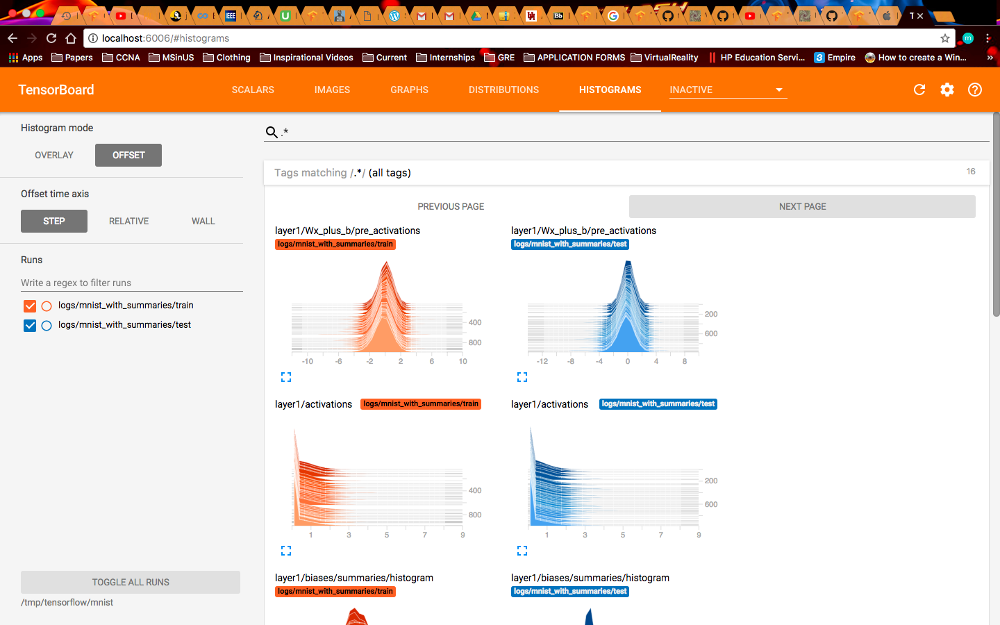 localhost:6006/#histograms
Apps Papers CCNA MSinUS Clothing Inspirational Videos Current Internships GRE APPLICATION FORMS VirtualReality HP Education Servi... 3 Empire How to create a Win... »
TensorBoard SCALARS IMAGES GRAPHS DISTRIBUTIONS HISTOGRAMS INACTIVE
Histogram mode
OVERLAY OFFSET
Offset time axis
STEP RELATIVE WALL
Runs
Write a regex to filter runs
logs/mnist_with_summaries/train
logs/mnist_with_summaries/test
TOGGLE ALL RUNS
/tmp/tensorflow/mnist
.*
Tags matching /.*/ (all tags) 16
PREVIOUS PAGE NEXT PAGE
layer1/Wx_plus_b/pre_activations
logs/mnist_with_summaries/train
400
800
-10 -6 -2 2 6 10
layer1/Wx_plus_b/pre_activations
logs/mnist_with_summaries/test
200
600
-12 -8 -4 0 4 8
layer1/activations logs/mnist_with_summaries/train
400
800
1 3 5 7 9
layer1/activations logs/mnist_with_summaries/test
200
600
1 3 5 7 9
layer1/biases/summaries/histogram
logs/mnist_with_summaries/train
layer1/biases/summaries/histogram
logs/mnist_with_summaries/test